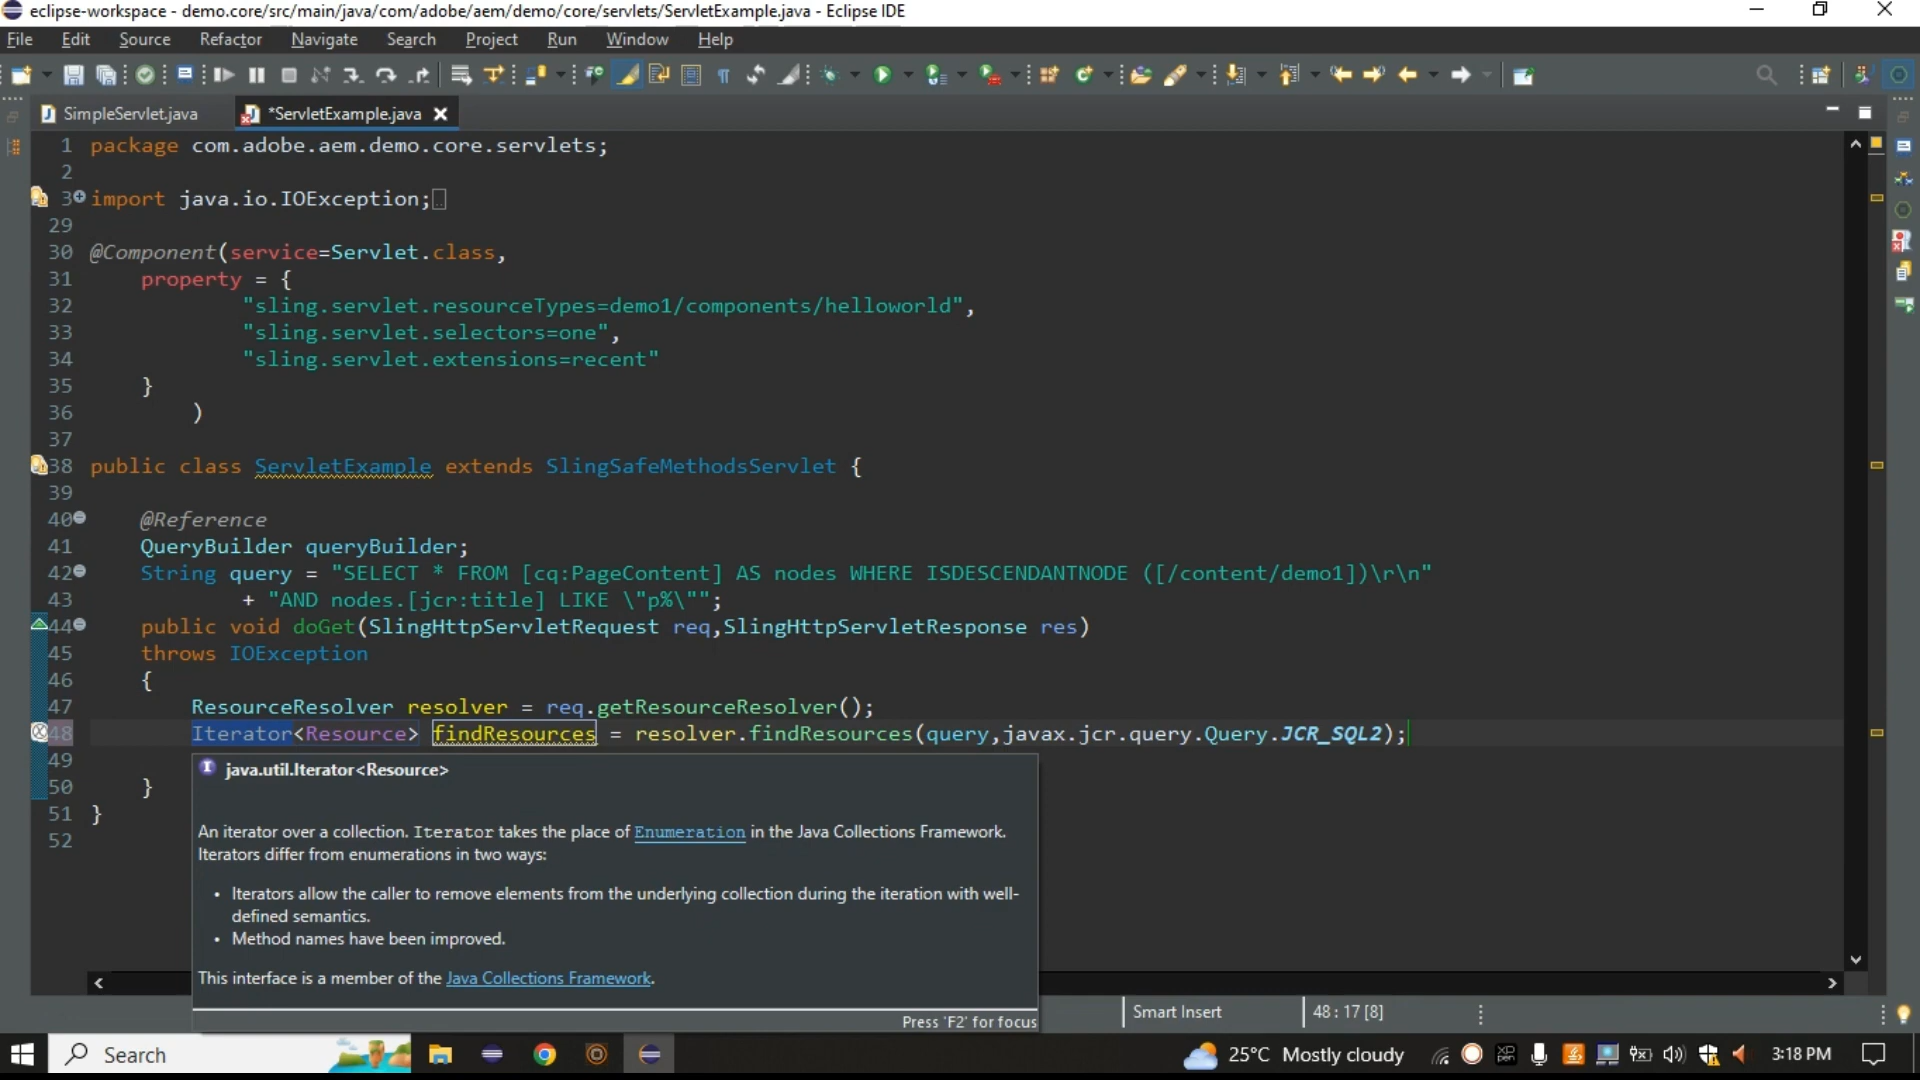 eclipse-workspace - demo.core/src/main/java/com/adobe/aem/demo/core/servlets/ServletExample.java - Eclipse IDE
File Edit Source Refactor Navigate Search Project Run Window Help
SimpleServlet.java *ServletExample.java
1 package com.adobe.aem.demo.core.servlets;
2
3 import java.io.IOException;
29
30 @Component(service=Servlet.class,
31 property = {
32 "sling.servlet.resourceTypes=demo1/components/helloworld",
33 "sling.servlet.selectors=one",
34 "sling.servlet.extensions=recent"
35 }
36 )
37
38 public class ServletExample extends SlingSafeMethodsServlet {
39
40 @Reference
41 QueryBuilder queryBuilder;
42 String query = "SELECT * FROM [cq:PageContent] AS nodes WHERE ISDESCENDANTNODE ([/content/demo1])\r\n"
43 + "AND nodes.[jcr:title] LIKE \"p%\"";
44 public void doGet(SlingHttpServletRequest req,SlingHttpServletResponse res)
45 throws IOException
46 {
47 ResourceResolver resolver = req.getResourceResolver();
48 Iterator<Resource> findResources = resolver.findResources(query,javax.jcr.query.Query.JCR_SQL2);
49
50 }
51 }
52
java.util.Iterator<Resource>
An iterator over a collection. Iterator takes the place of Enumeration in the Java Collections Framework.
Iterators differ from enumerations in two ways:
• Iterators allow the caller to remove elements from the underlying collection during the iteration with well-
defined semantics.
• Method names have been improved.
This interface is a member of the Java Collections Framework.
Press 'F2' for focus
Smart Insert 48 : 17 [8]
Search 25°C Mostly cloudy 3:18 PM